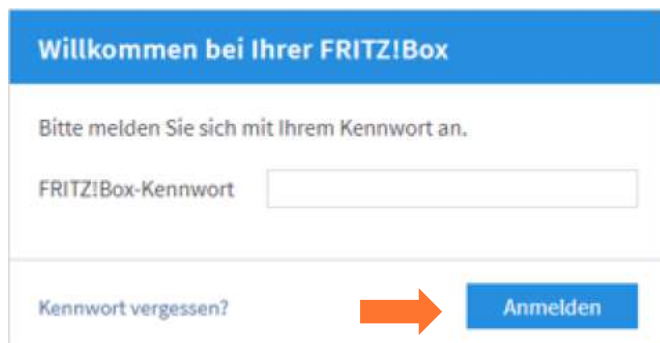 Willkommen bei Ihrer FRITZ!Box
Bitte melden Sie sich mit Ihrem Kennwort an.
FRITZ!Box-Kennwort
Kennwort vergessen?
Anmelden